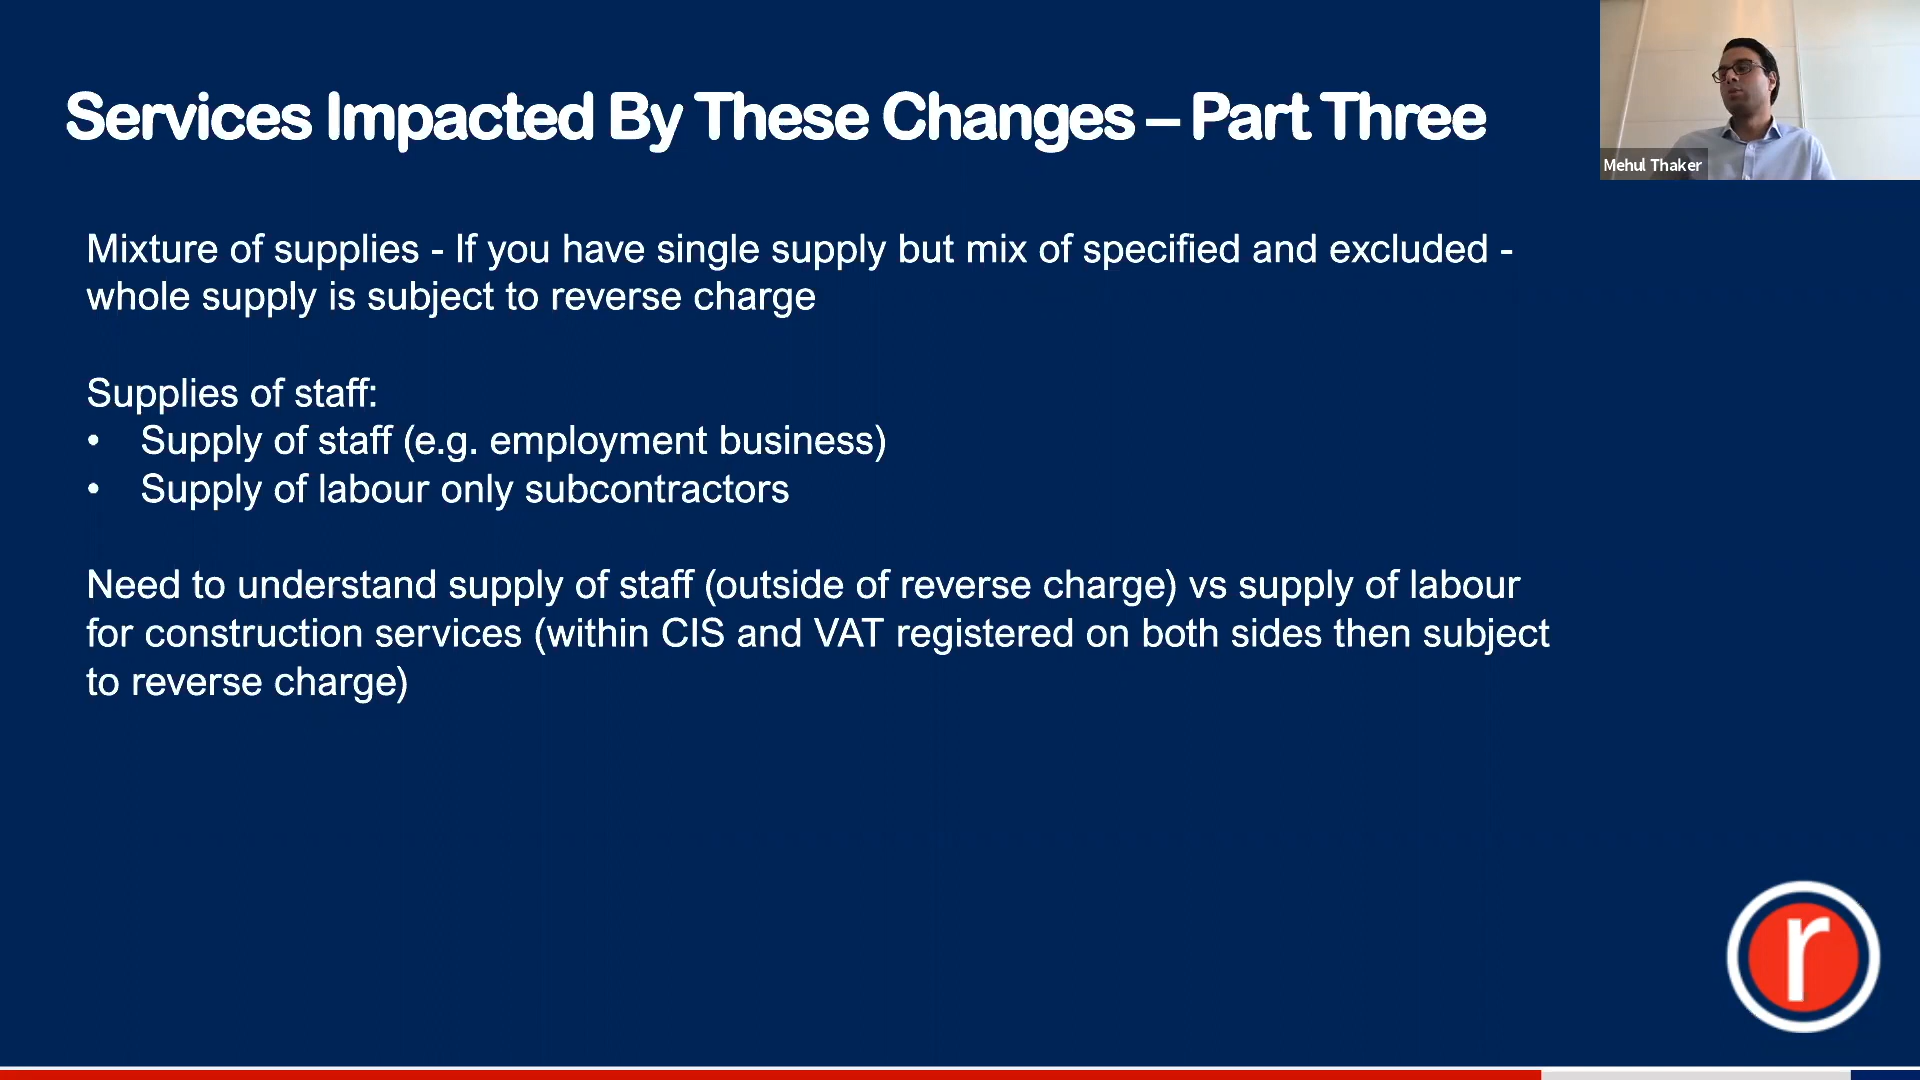 Services Impacted By These Changes – Part Three
Mehul Thaker
Mixture of supplies - If you have single supply but mix of specified and excluded -
whole supply is subject to reverse charge
Supplies of staff:
• Supply of staff (e.g. employment business)
• Supply of labour only subcontractors
Need to understand supply of staff (outside of reverse charge) vs supply of labour
for construction services (within CIS and VAT registered on both sides then subject
to reverse charge)
r